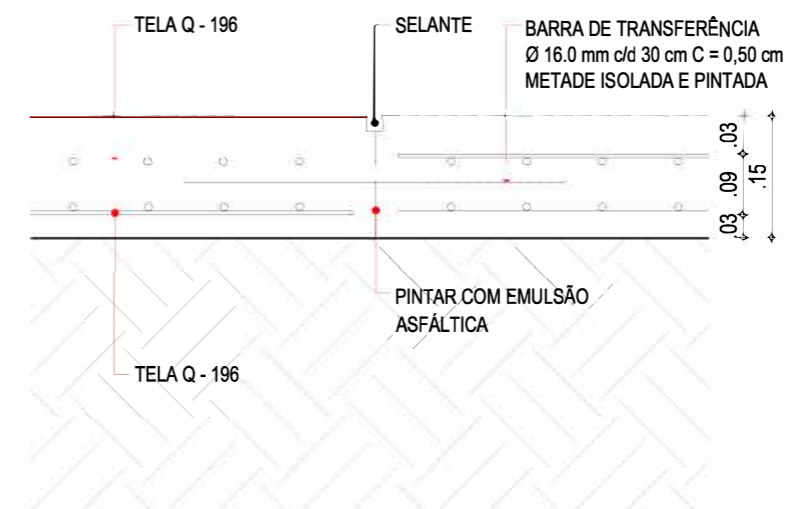 TELA Q - 196
SELANTE
BARRA DE TRANSFERÊNCIA
Ø 16.0 mm c/d 30 cm C = 0,50 cm
METADE ISOLADA E PINTADA
.03
.09
.15
.03
PINTAR COM EMULSÃO
ASFÁLTICA
TELA Q - 196